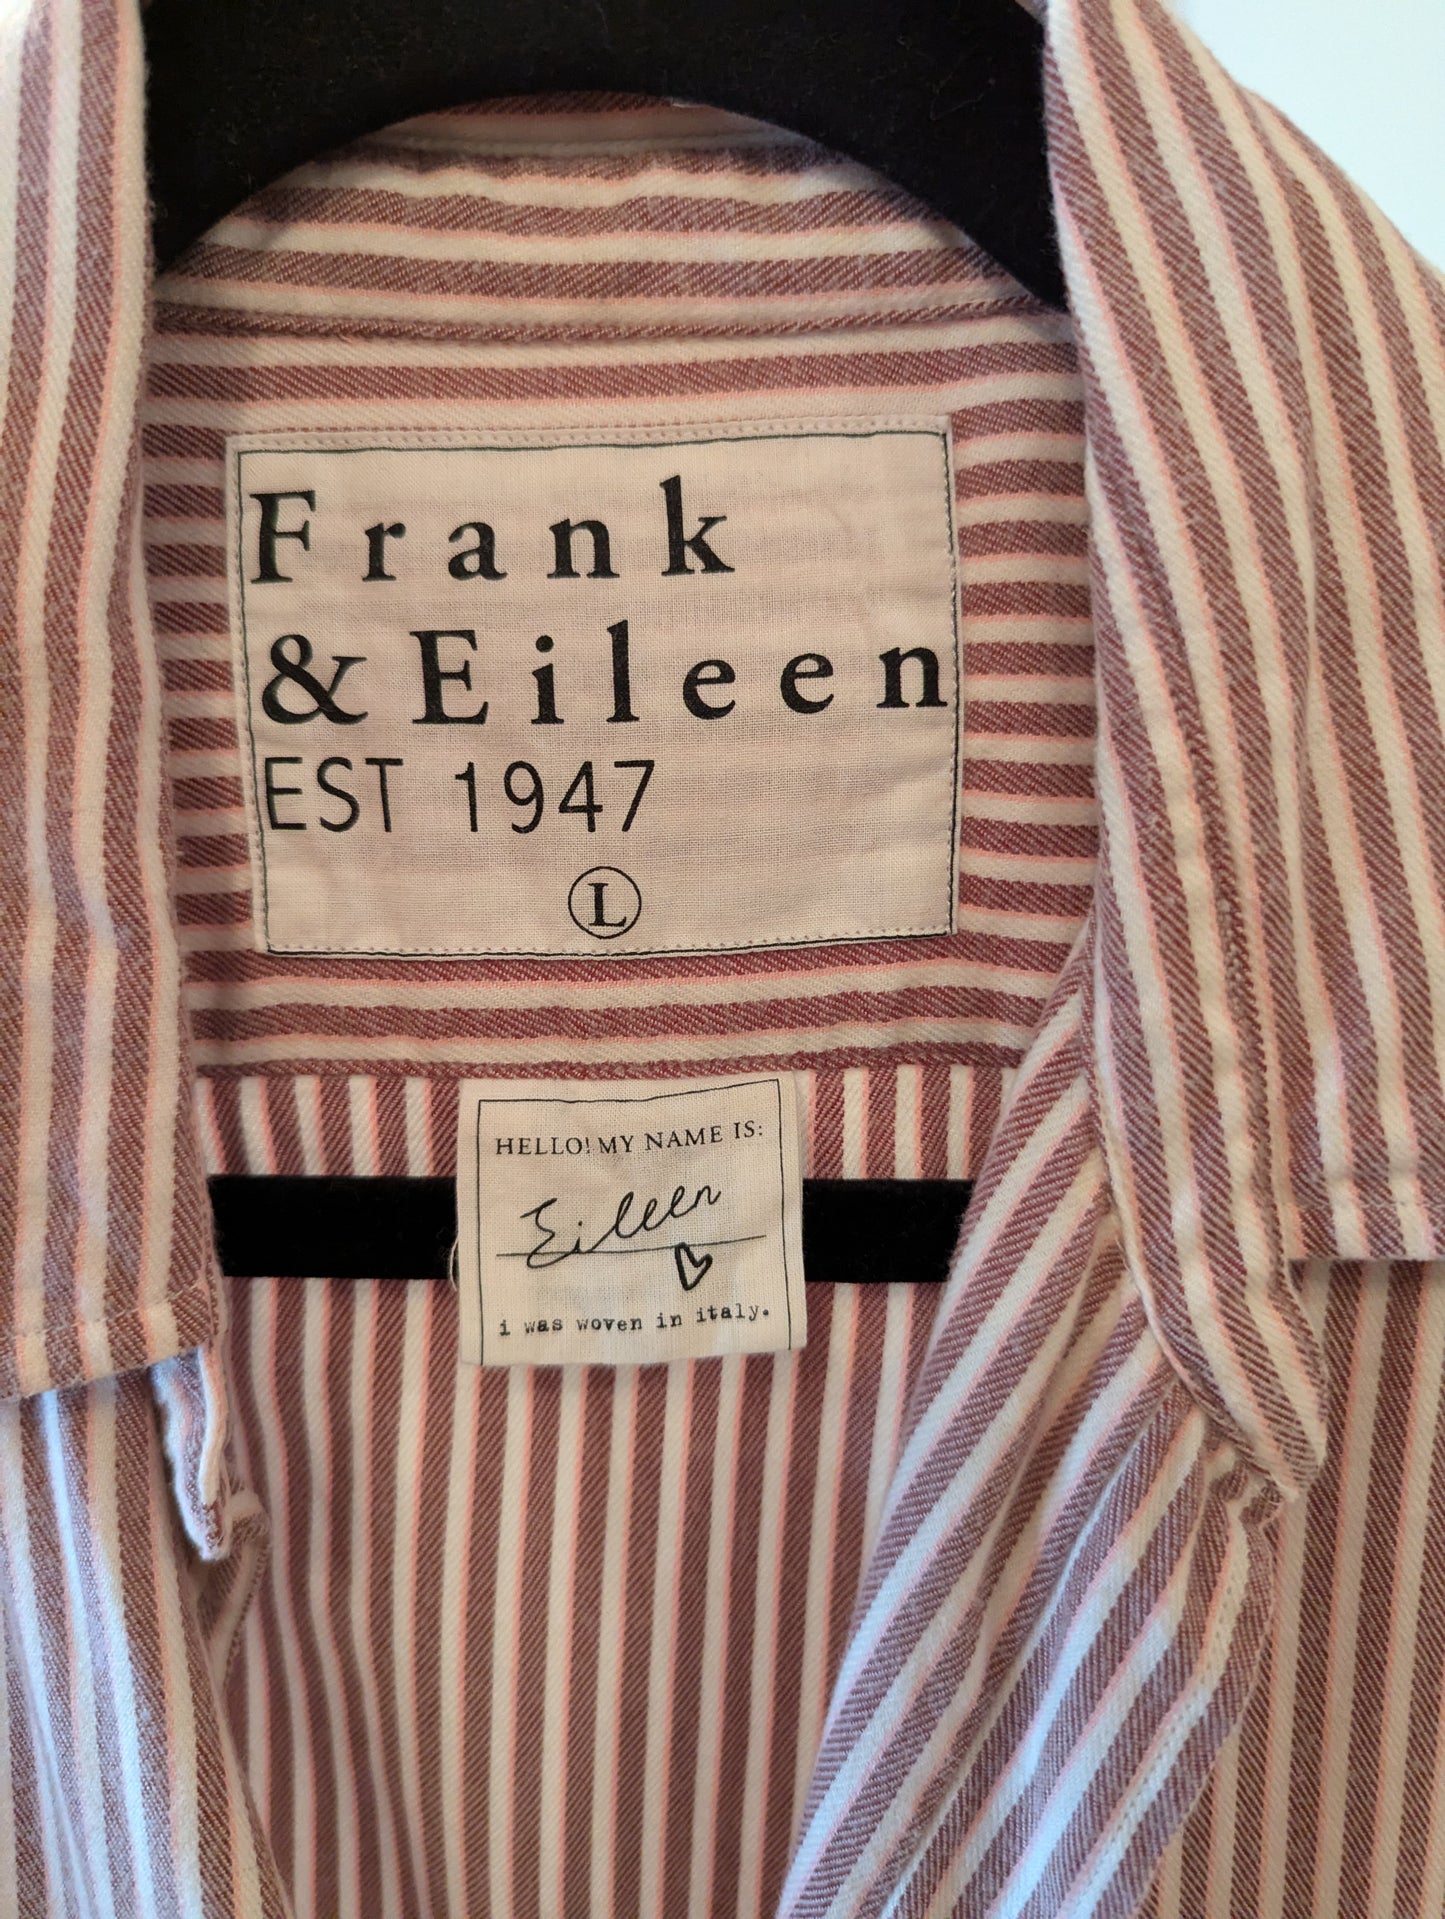 Frank
& Eileen
EST 1947
L
HELLO! MY NAME IS:
Eileen
i was woven in italy.